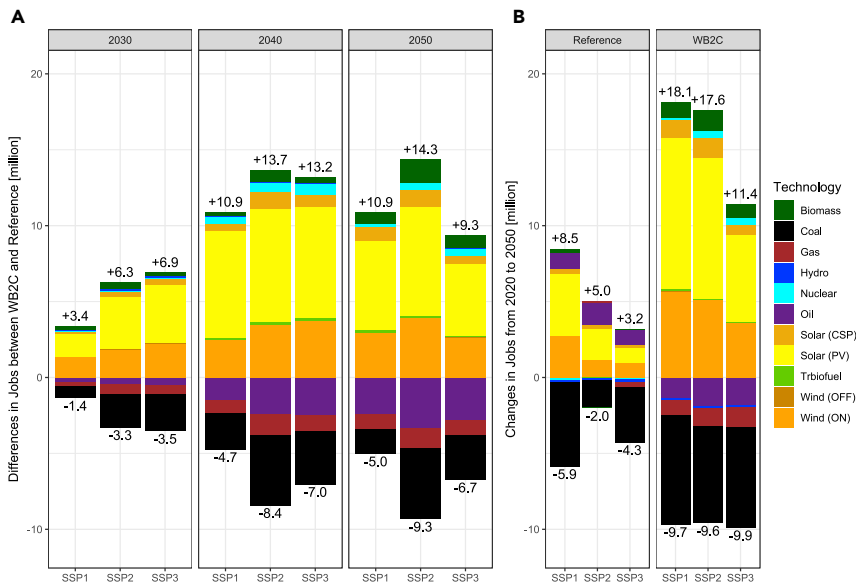 A
B
2030
2040
2050
Reference
WB2C
Differences in Jobs between WB2C and Reference [million]
20
10
0
-10
+3.4
+6.3
+6.9
-1.4
-3.3
-3.5
+10.9
+13.7
+13.2
-4.7
-8.4
-7.0
+10.9
+14.3
+9.3
-5.0
-9.3
-6.7
SSP1
SSP2
SSP3
SSP1
SSP2
SSP3
SSP1
SSP2
SSP3
Changes in Jobs from 2020 to 2050 [million]
20
10
0
-10
+8.5
+5.0
+3.2
-5.9
-2.0
-4.3
+18.1
+17.6
+11.4
-9.7
-9.6
-9.9
SSP1
SSP2
SSP3
SSP1
SSP2
SSP3
Technology
Biomass
Coal
Gas
Hydro
Nuclear
Oil
Solar (CSP)
Solar (PV)
Trbiofuel
Wind (OFF)
Wind (ON)